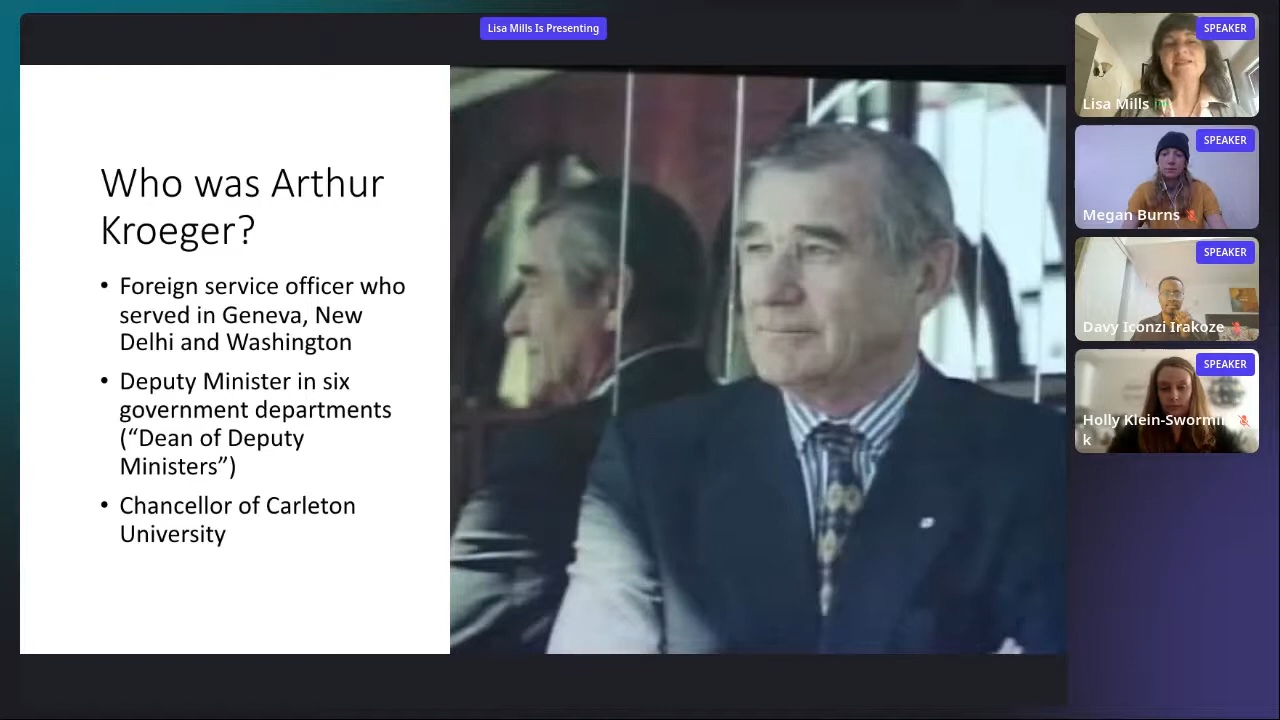 Lisa Mills Is Presenting
Who was Arthur
Kroeger?
• Foreign service officer who
served in Geneva, New
Delhi and Washington
• Deputy Minister in six
government departments
(“Dean of Deputy
Ministers”)
• Chancellor of Carleton
University
SPEAKER
Lisa Mills
SPEAKER
Megan Burns
SPEAKER
Davy Iconzi Irakoze
SPEAKER
Holly Klein-Swormin
k